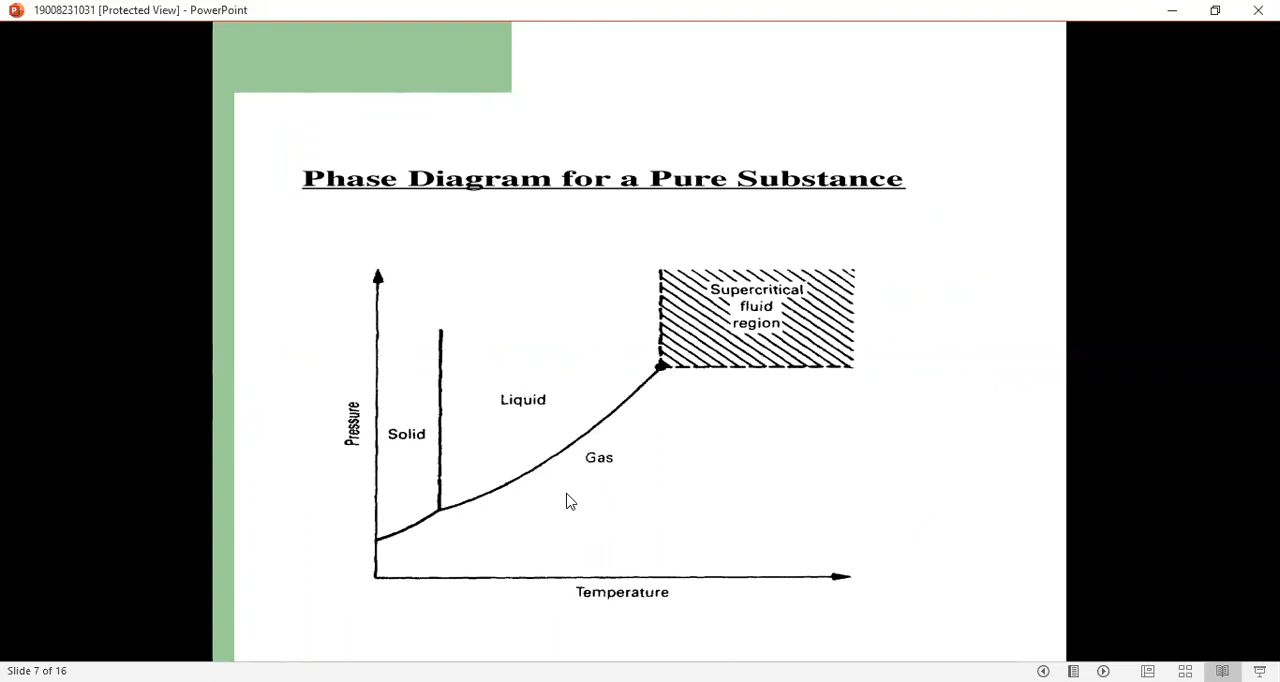 19008231031 [Protected View] - PowerPoint
Phase Diagram for a Pure Substance
Supercritical
fluid
region
Liquid
Pressure
Solid
Gas
Temperature
Slide 7 of 16